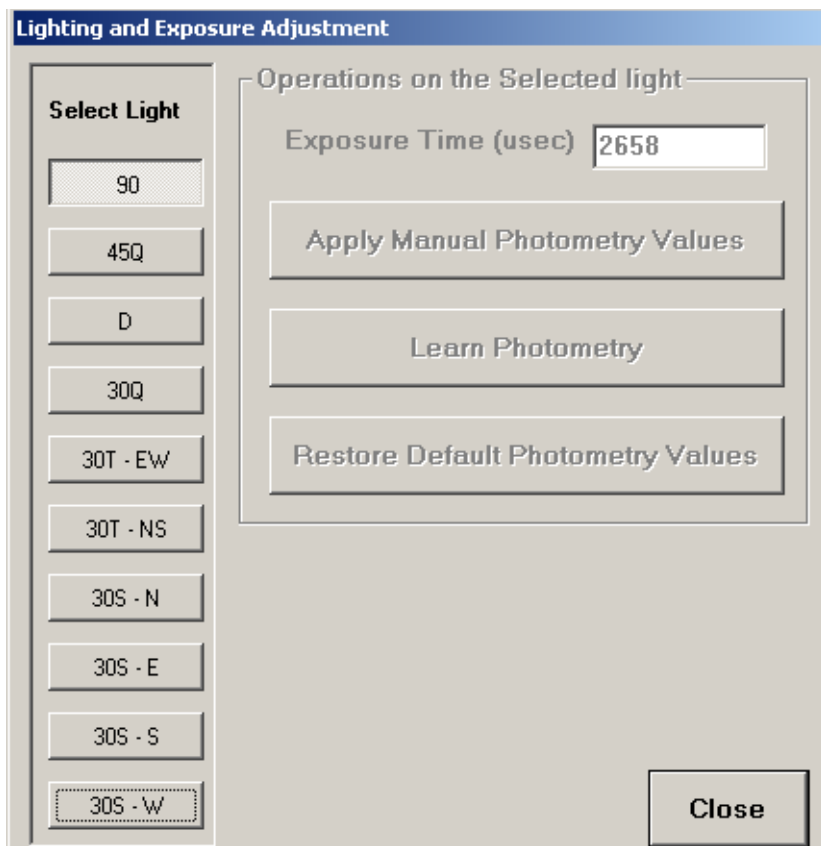 Lighting and Exposure Adjustment
Select Light
90
45Q
D
30Q
30T - EW
30T - NS
30S - N
30S - E
30S - S
30S - W
Operations on the Selected light
Exposure Time (usec) 2658
Apply Manual Photometry Values
Learn Photometry
Restore Default Photometry Values
Close